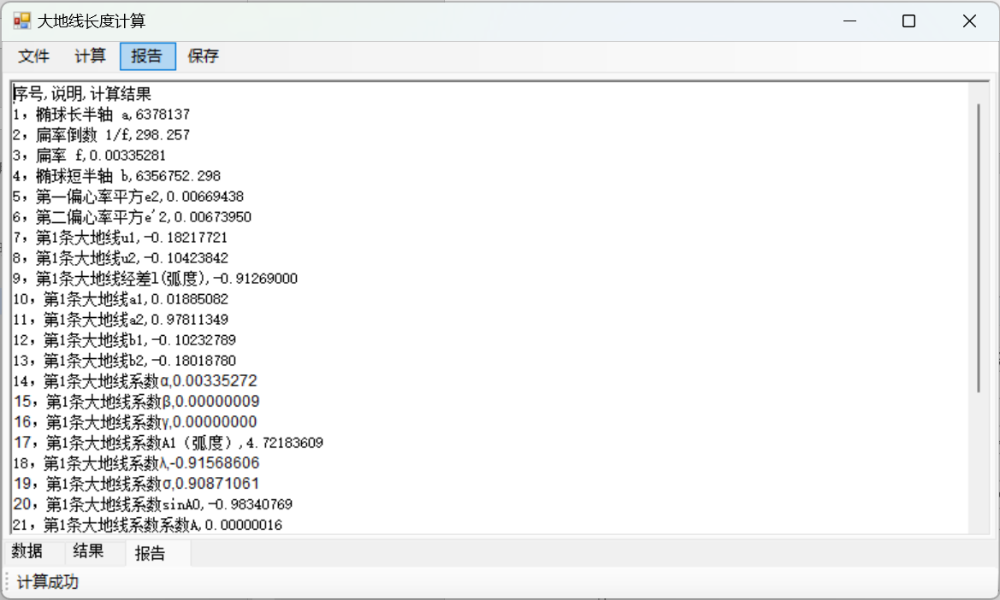 大地线长度计算
文件 计算 报告 保存
序号,说明,计算结果
1，椭球长半轴 a,6378137
2，扁率倒数 1/f,298.257
3，扁率 f,0.00335281
4，椭球短半轴 b,6356752.298
5，第一偏心率平方e2,0.00669438
6，第二偏心率平方e'2,0.00673950
7，第1条大地线u1,-0.18217721
8，第1条大地线u2,-0.10423842
9，第1条大地线经差l(弧度),-0.91269000
10，第1条大地线a1,0.01885082
11，第1条大地线a2,0.97811349
12，第1条大地线b1,-0.10232789
13，第1条大地线b2,-0.18018780
14，第1条大地线系数α,0.00335272
15，第1条大地线系数β,0.00000009
16，第1条大地线系数γ,0.00000000
17，第1条大地线系数A1（弧度）,4.72183609
18，第1条大地线系数λ,-0.91568606
19，第1条大地线系数σ,0.90871061
20，第1条大地线系数sinA0,-0.98340769
21，第1条大地线系数系数A,0.00000016
数据 结果 报告
计算成功